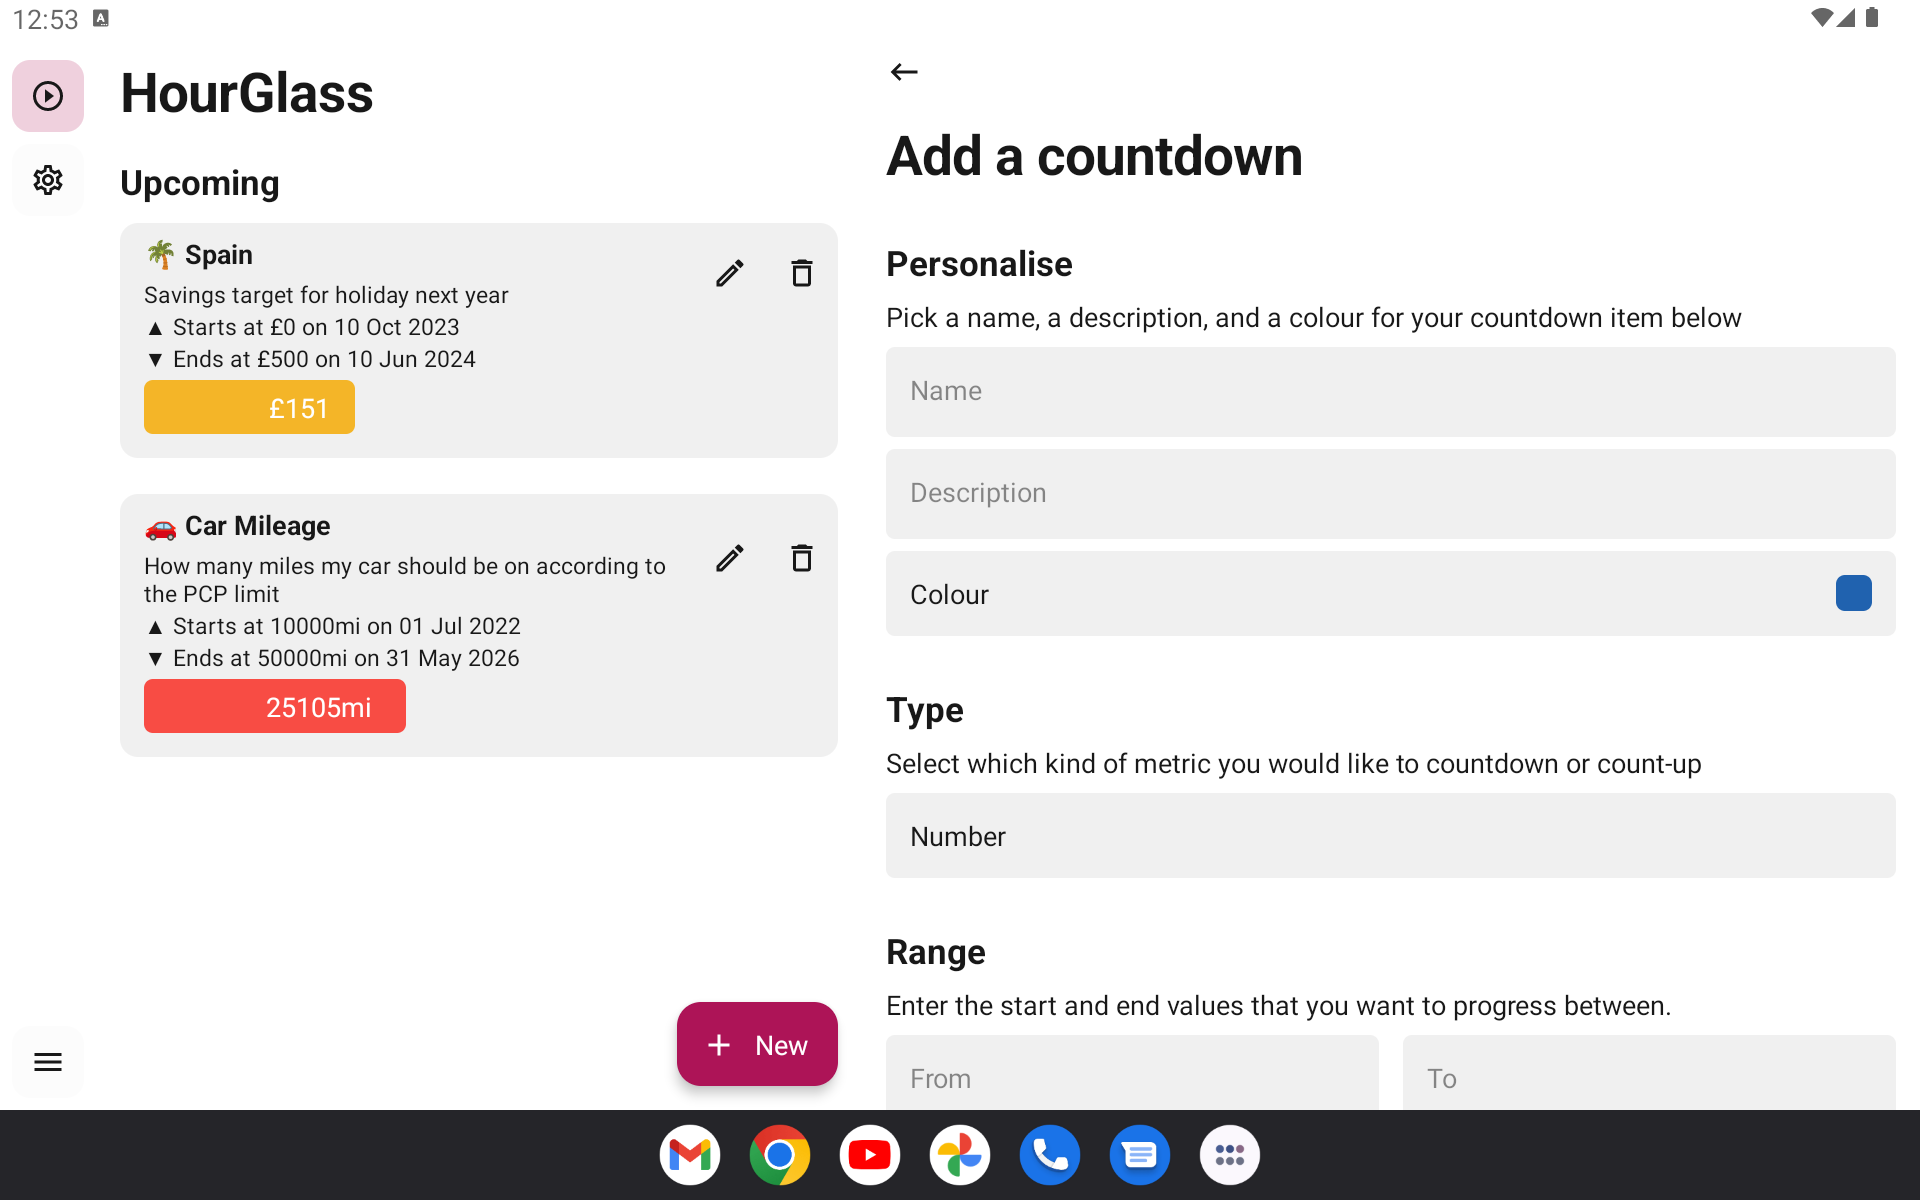 12:53
HourGlass
Upcoming
🌴 Spain
Savings target for holiday next year
▲ Starts at £0 on 10 Oct 2023
▼ Ends at £500 on 10 Jun 2024
£151
🚗 Car Mileage
How many miles my car should be on according to
the PCP limit
▲ Starts at 10000mi on 01 Jul 2022
▼ Ends at 50000mi on 31 May 2026
25105mi
+ New
Add a countdown
Personalise
Pick a name, a description, and a colour for your countdown item below
Name
Description
Colour
Type
Select which kind of metric you would like to countdown or count-up
Number
Range
Enter the start and end values that you want to progress between.
From
To